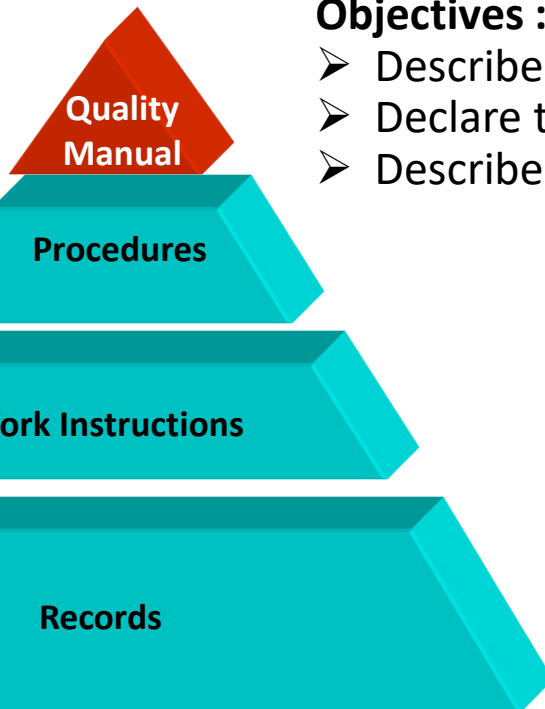 Objectives :
➢ Describe
➢ Declare t
➢ Describe
Quality
Manual
Procedures
ork Instructions
Records